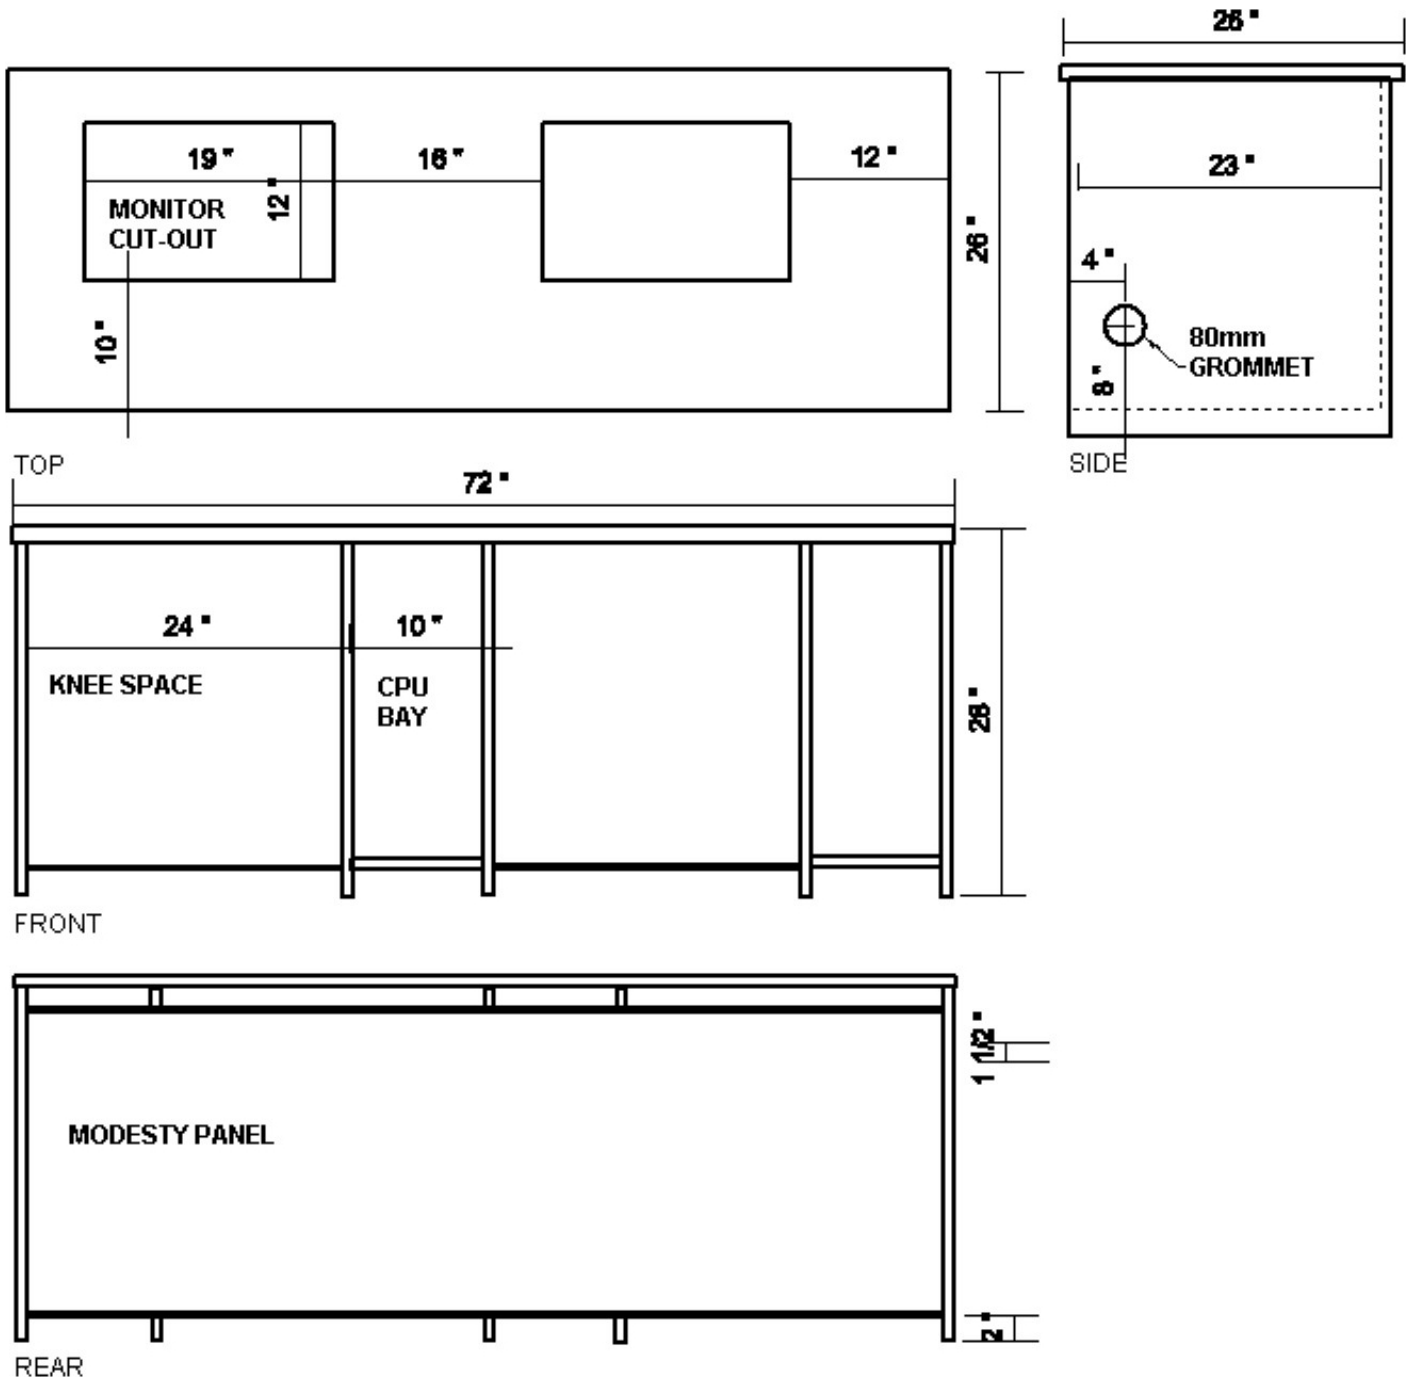 26"
19"
16"
12"
12"
MONITOR
CUT-OUT
10"
26"
23"
4"
8"
80mm
GROMMET
TOP
SIDE
72"
24"
10"
KNEE SPACE
CPU
BAY
28"
FRONT
1 1/2"
MODESTY PANEL
2"
REAR